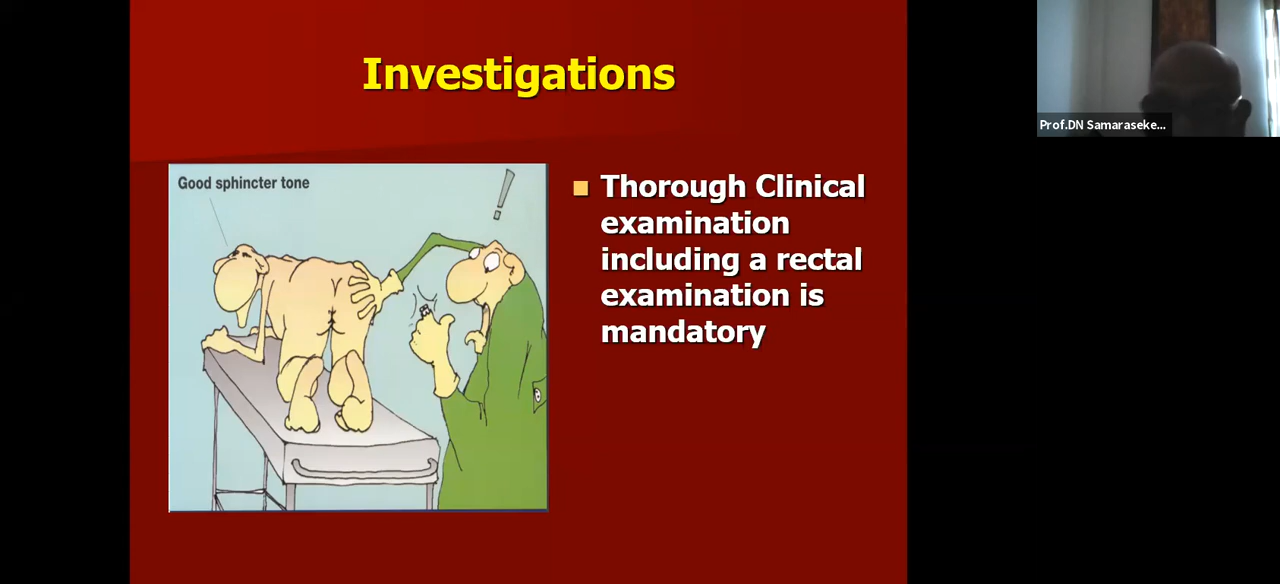 Investigations
Good sphincter tone
Thorough Clinical
examination
including a rectal
examination is
mandatory
Prof.DN Samaraseke...